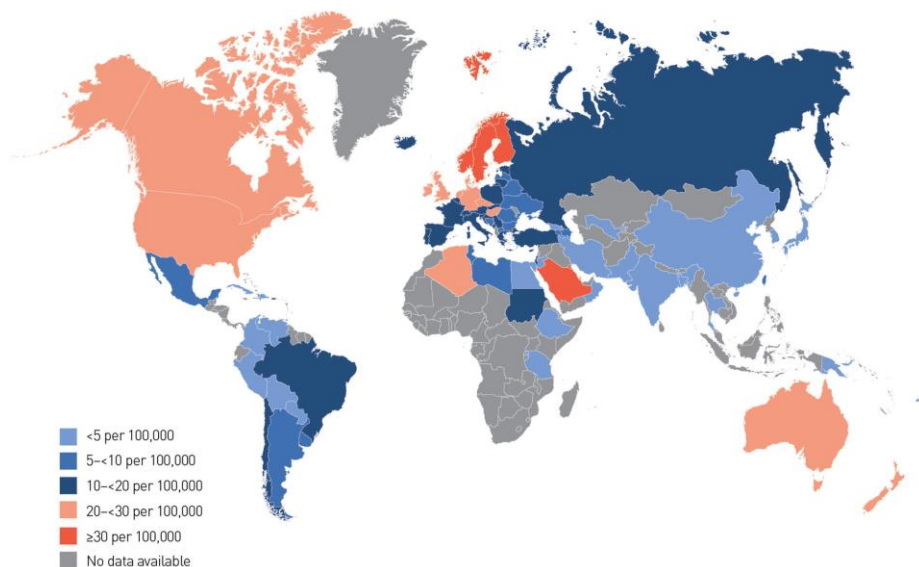 <5 per 100,000
5–<10 per 100,000
10–<20 per 100,000
20–<30 per 100,000
≥30 per 100,000
No data available